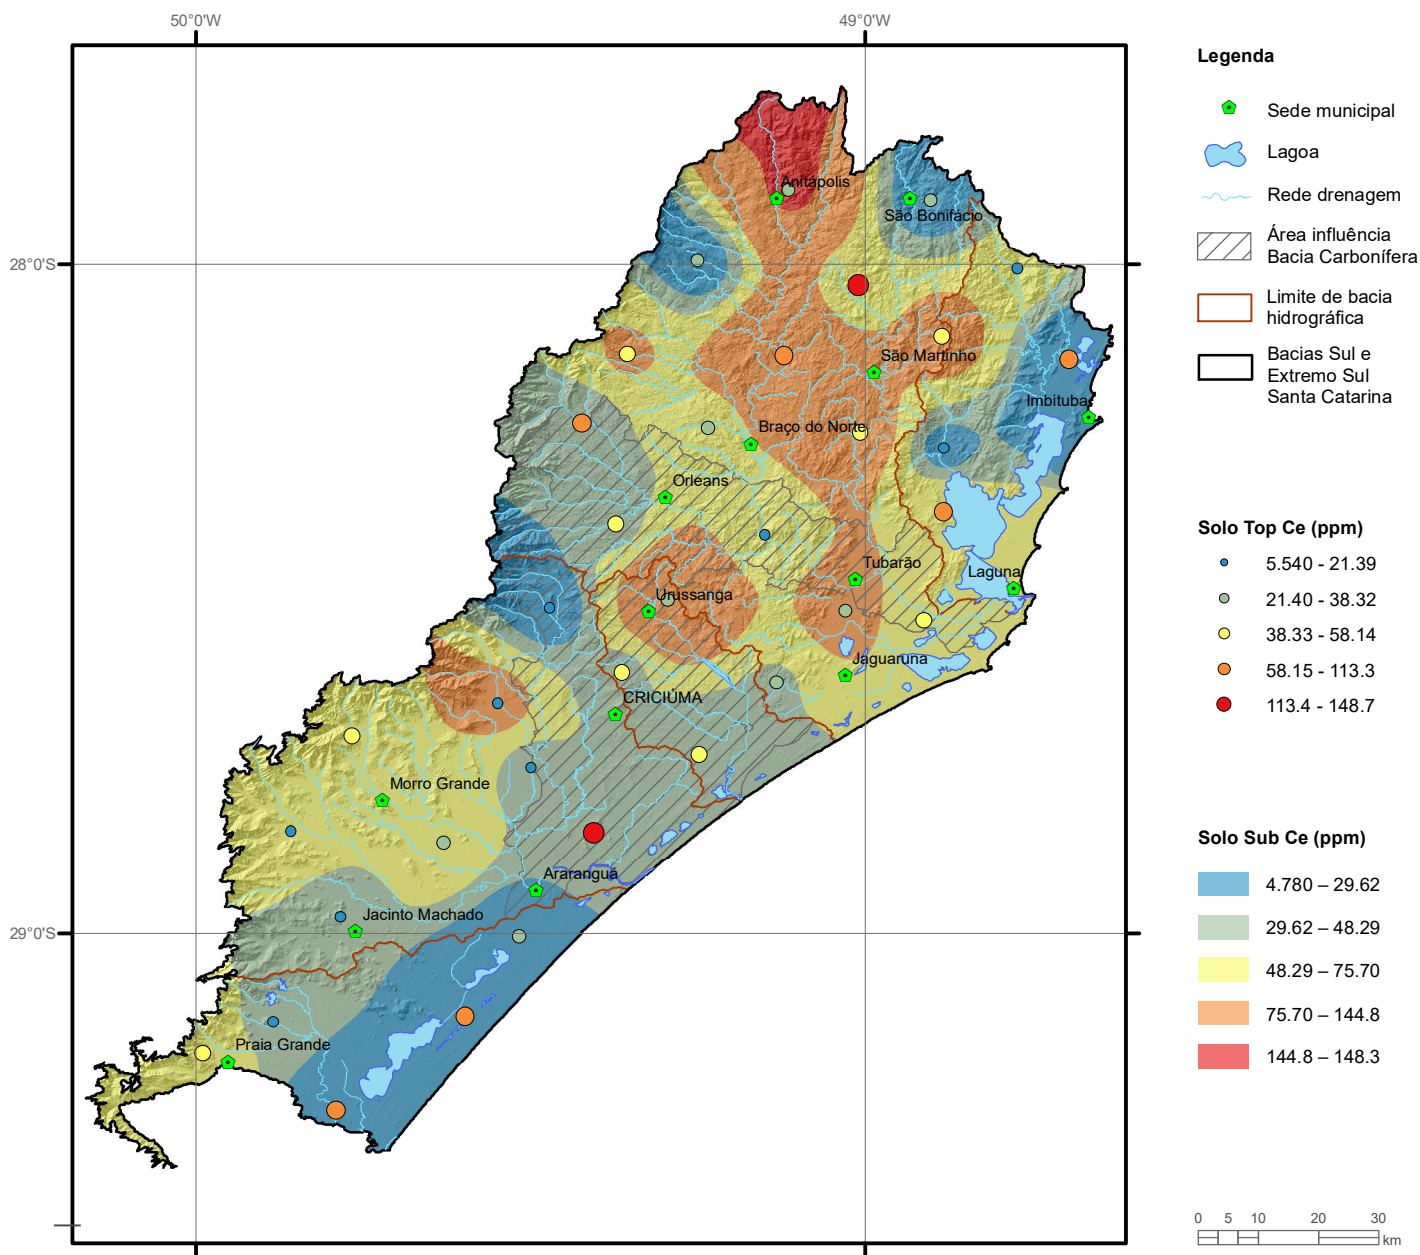 50°0'W
49°0'W
28°0'S
29°0'S
Anitápolis
São Bonifácio
São Martinho
Imbituba
Braço do Norte
Orleans
Tubarão
Laguna
Urussanga
Jaguaruna
CRICIÚMA
Morro Grande
Araranguá
Jacinto Machado
Praia Grande
Legenda
Sede municipal
Lagoa
Rede drenagem
Área influência
Bacia Carbonífera
Limite de bacia
hidrográfica
Bacias Sul e
Extremo Sul
Santa Catarina
Solo Top Ce (ppm)
5.540 - 21.39
21.40 - 38.32
38.33 - 58.14
58.15 - 113.3
113.4 - 148.7
Solo Sub Ce (ppm)
4.780 – 29.62
29.62 – 48.29
48.29 – 75.70
75.70 – 144.8
144.8 – 148.3
0 5 10 20 30
km